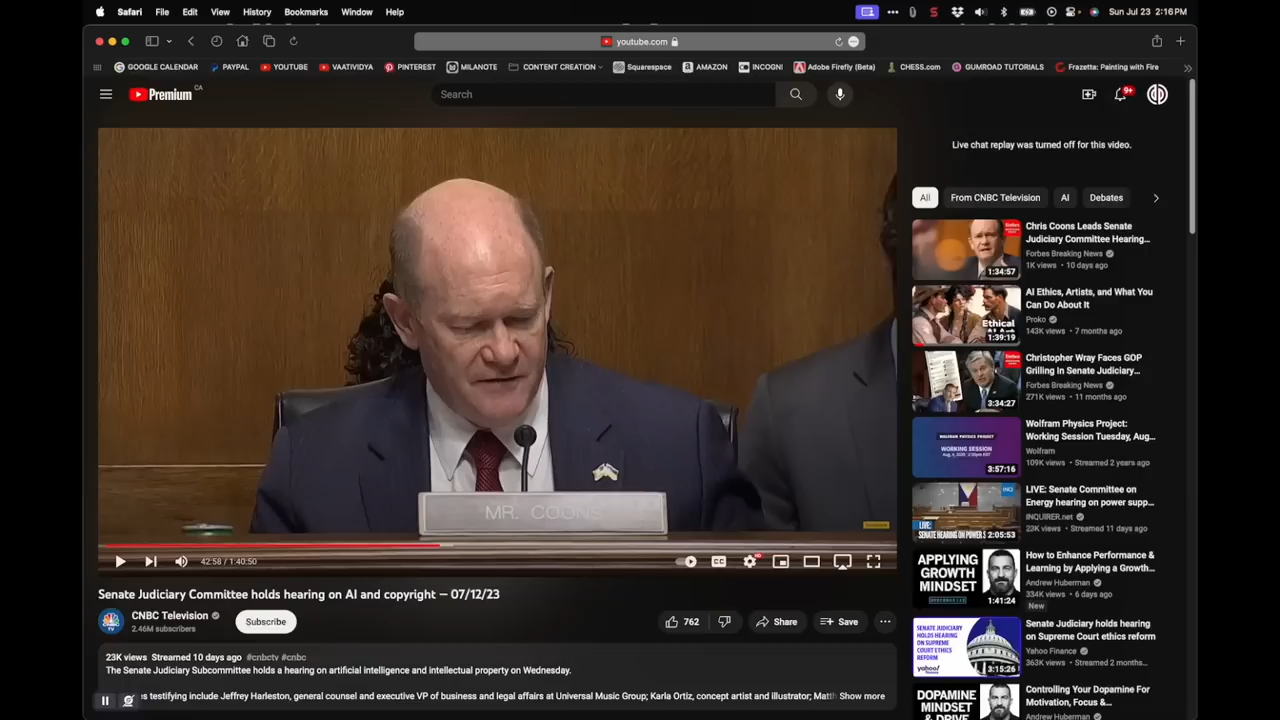 Safari File Edit View History Bookmarks Window Help
Sun Jul 23 2:16 PM
youtube.com
GOOGLE CALENDAR PAYPAL YOUTUBE VAATIVIDYA PINTEREST MILANOTE CONTENT CREATION Squarespace AMAZON INCOGNI Adobe Firefly (Beta) CHESS.com GUMROAD TUTORIALS Frazetta: Painting with Fire
Premium CA
Search
9+
MR. COONS
42:58 / 1:40:50
CC
HD
Senate Judiciary Committee holds hearing on AI and copyright — 07/12/23
CNBC Television
2.46M subscribers
Subscribe
762
Share
Save
23K views Streamed 10 days ago #cnbctv #cnbc
The Senate Judiciary Subcommittee holds a hearing on artificial intelligence and intellectual property on Wednesday.
s testifying include Jeffrey Harleston, general counsel and executive VP of business and legal affairs at Universal Music Group; Karla Ortiz, concept artist and illustrator; Matth Show more
Live chat replay was turned off for this video.
All From CNBC Television AI Debates
1:34:57
Chris Coons Leads Senate
Judiciary Committee Hearing...
Forbes Breaking News
1K views • 10 days ago
Ethical
1:39:19
AI Ethics, Artists, and What You
Can Do About It
Proko
143K views • 7 months ago
3:34:27
Christopher Wray Faces GOP
Grilling In Senate Judiciary...
Forbes Breaking News
271K views • 11 months ago
WOLFRAM PHYSICS PROJECT
WORKING SESSION
3:57:16
Wolfram Physics Project:
Working Session Tuesday, Aug...
Wolfram
109K views • Streamed 2 years ago
LIVE:
SENATE HEARING ON POWER S
2:05:53
LIVE: Senate Committee on
Energy hearing on power supp...
INQUIRER.net
23K views • Streamed 11 days ago
APPLYING
GROWTH
MINDSET
1:41:24
How to Enhance Performance &
Learning by Applying a Growth...
Andrew Huberman
334K views • 6 days ago
New
SENATE JUDICIARY
HOLDS HEARING
ON SUPREME
COURT ETHICS
REFORM
yahoo!
3:15:26
Senate Judiciary holds hearing
on Supreme Court ethics reform
Yahoo Finance
363K views • Streamed 2 months...
DOPAMINE
MINDSET
& DRIVE
Controlling Your Dopamine For
Motivation, Focus &...
Andrew Huberman